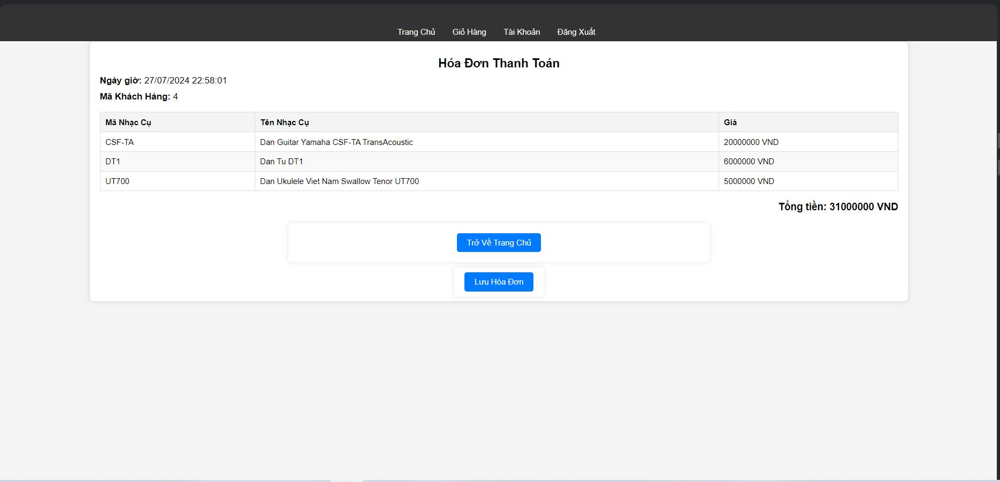 Trang Chủ Giỏ Hàng Tài Khoản Đăng Xuất
Hóa Đơn Thanh Toán
Ngày giờ: 27/07/2024 22:58:01
Mã Khách Hàng: 4
Mã Nhạc Cụ Tên Nhạc Cụ Giá
CSF-TA Dan Guitar Yamaha CSF-TA TransAcoustic 20000000 VND
DT1 Dan Tu DT1 6000000 VND
UT700 Dan Ukulele Viet Nam Swallow Tenor UT700 5000000 VND
Tổng tiền: 31000000 VND
Trở Về Trang Chủ
Lưu Hóa Đơn